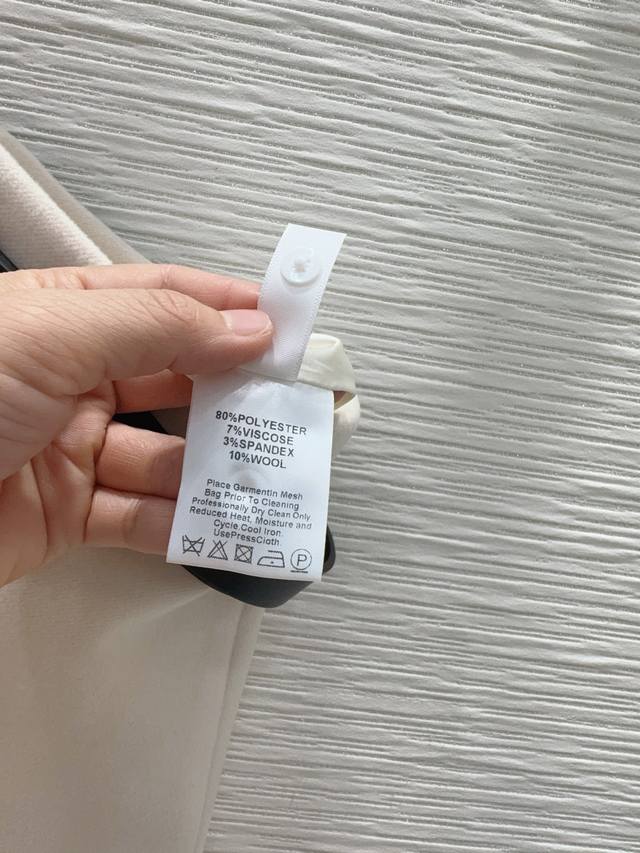 80%POLYESTER
7%VISCOSE
3%SPANDEX
10%WOOL
Place GarmentIn Mesh
Bag Prior To Cleaning
Professionally Dry Clean Only
Reduced Heat, Moisture and
Cycle.Cool Iron.
UsePressCloth.
P